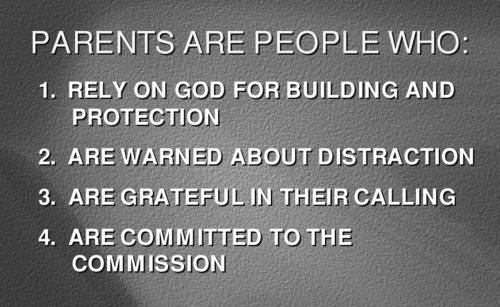 PARENTS ARE PEOPLE WHO:
1. RELY ON GOD FOR BUILDING AND
PROTECTION
2. ARE WARNED ABOUT DISTRACTION
3. ARE GRATEFUL IN THEIR CALLING
4. ARE COMMITTED TO THE
COMMISSION